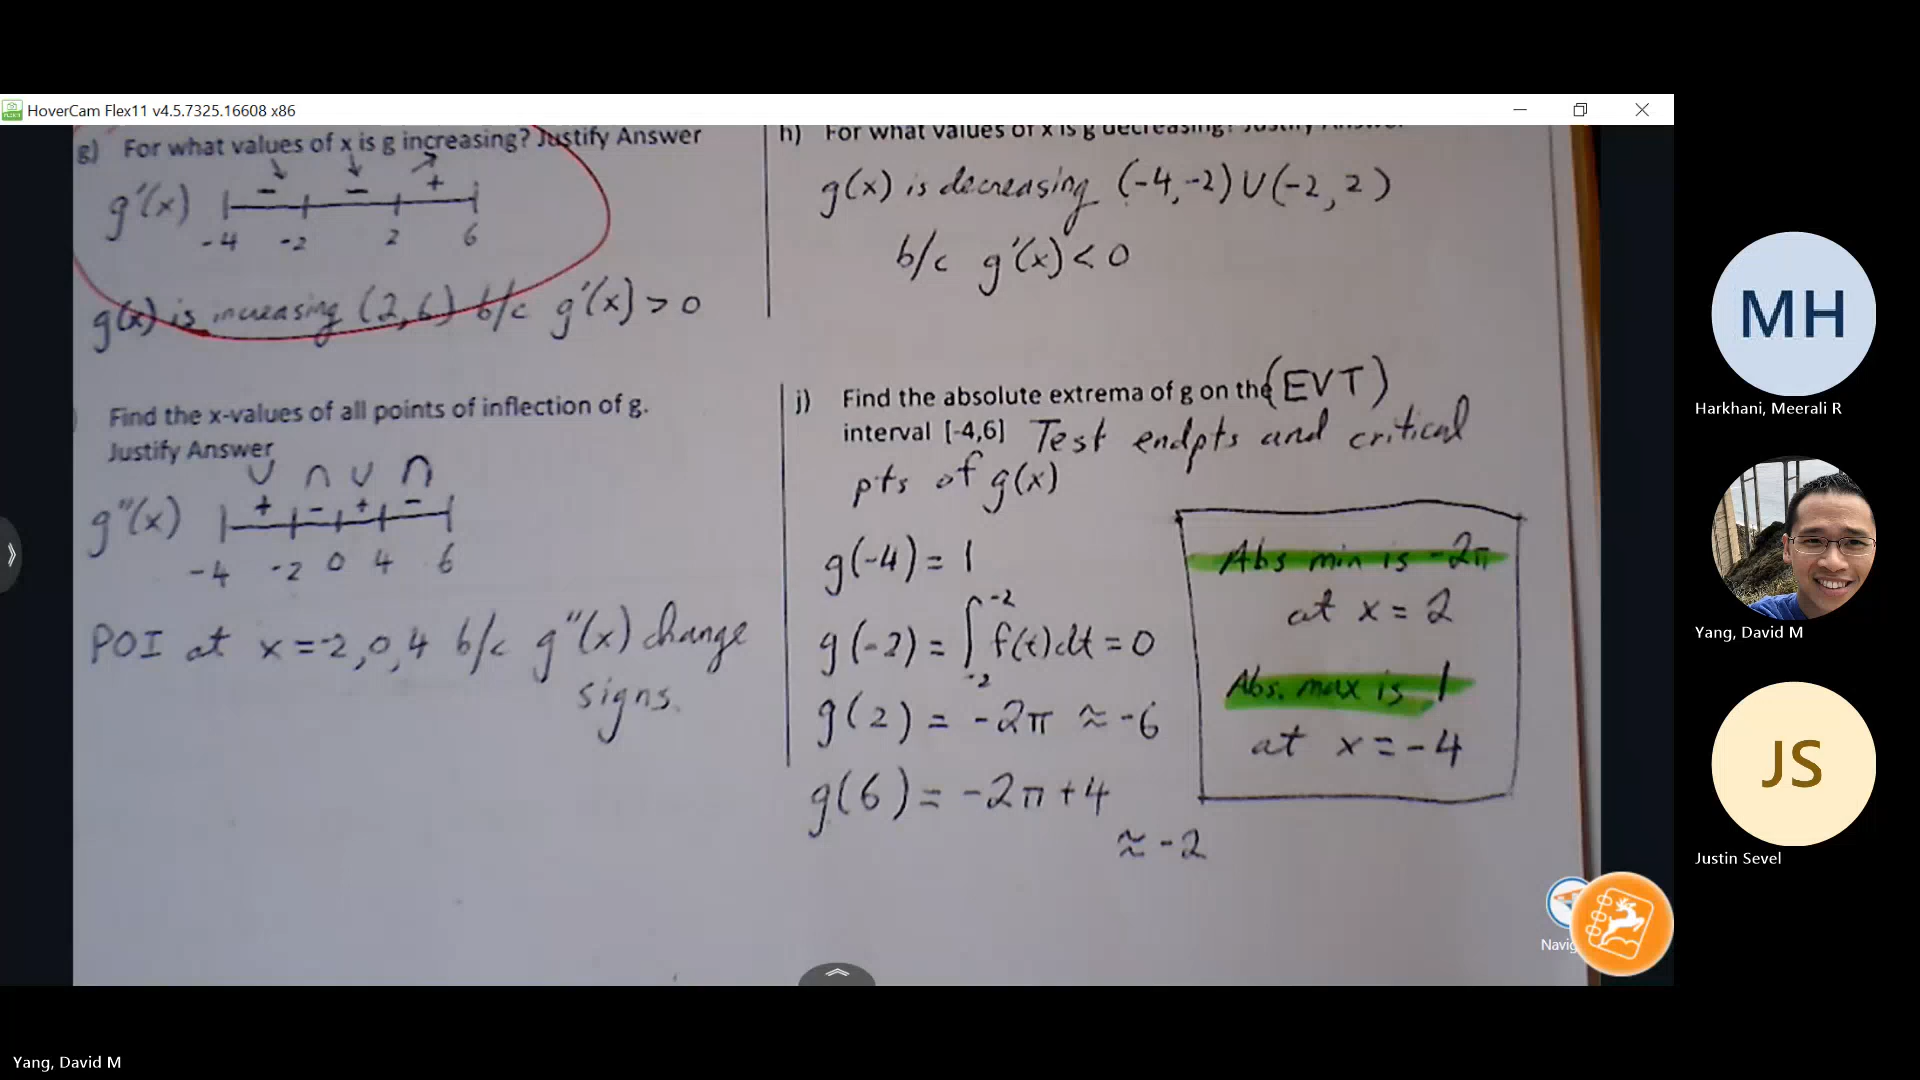 HoverCam Flex11 v4.5.7325.16608 x86
g) For what values of x is g increasing? Justify Answer
g'(x) - - +
-4 -2 2 6
g(x) is increasing (2,6) b/c g'(x) > 0
h) For what values of x is g decreasing? Justify Answer
g(x) is decreasing (-4,-2) U (-2, 2)
b/c g'(x) < 0
) Find the x-values of all points of inflection of g.
Justify Answer
∪ ∩ ∪ ∩
g"(x) + - + -
-4 -2 0 4 6
POI at x=-2,0,4 b/c g"(x) change
signs.
j) Find the absolute extrema of g on the (EVT)
interval [-4,6] Test endpts and critical
pts of g(x)
g(-4) = 1
g(-2) = ∫_{-2}^{-2} f(t)dt = 0
g(2) = -2π ≈ -6
g(6) = -2π+4
≈ -2
Abs min is -2π
at x = 2
Abs. max is 1
at x = -4
Navig
MH
Harkhani, Meerali R
Yang, David M
JS
Justin Sevel
Yang, David M